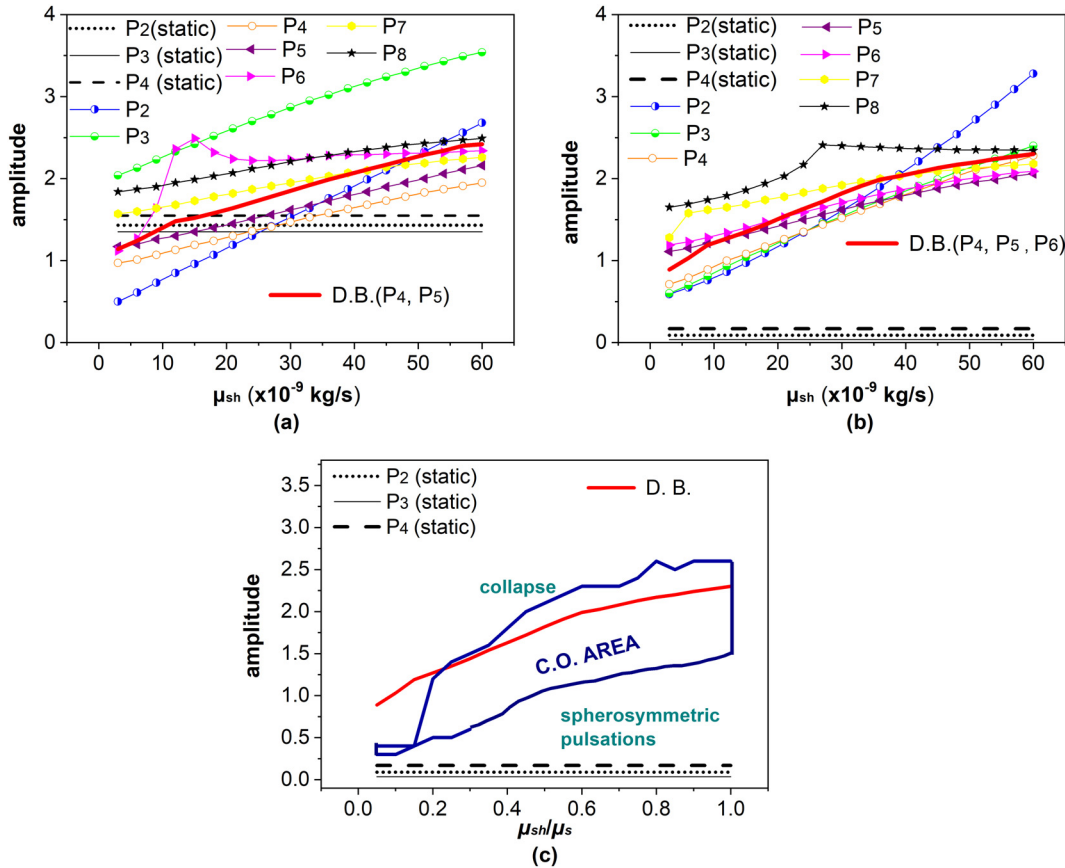 P2(static)
P3 (static)
P4 (static)
P2
P3
P4
P5
P6
P7
P8
4
3
2
1
0
amplitude
D.B.(P4, P5)
0 10 20 30 40 50 60
μsh (x10-9 kg/s)
(a)
P2(static)
P3(static)
P4(static)
P2
P3
P4
P5
P6
P7
P8
4
3
2
1
0
amplitude
D.B.(P4, P5 , P6)
0 10 20 30 40 50 60
μsh (x10-9 kg/s)
(b)
P2 (static)
P3 (static)
P4 (static)
D. B.
3.5
3.0
2.5
2.0
1.5
1.0
0.5
0.0
amplitude
collapse
C.O. AREA
spherosymmetric
pulsations
0.0 0.2 0.4 0.6 0.8 1.0
μsh/μs
(c)